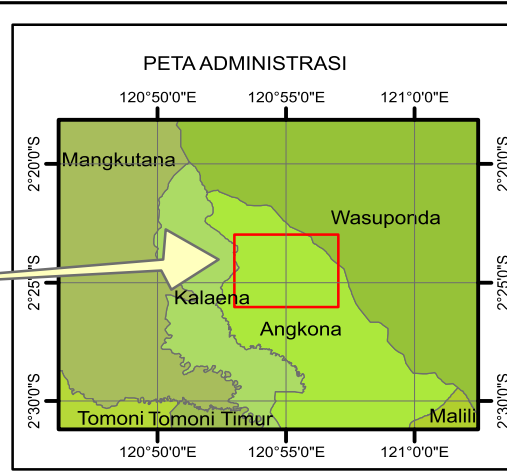 PETA ADMINISTRASI
120°50'0"E 120°55'0"E 121°0'0"E
2°20'0"S 2°20'0"S
Mangkutana
Wasuponda
2°25'0"S 2°25'0"S
Kalaena
Angkona
2°30'0"S 2°30'0"S
Tomoni Tomoni Timur Malili
120°50'0"E 120°55'0"E 121°0'0"E